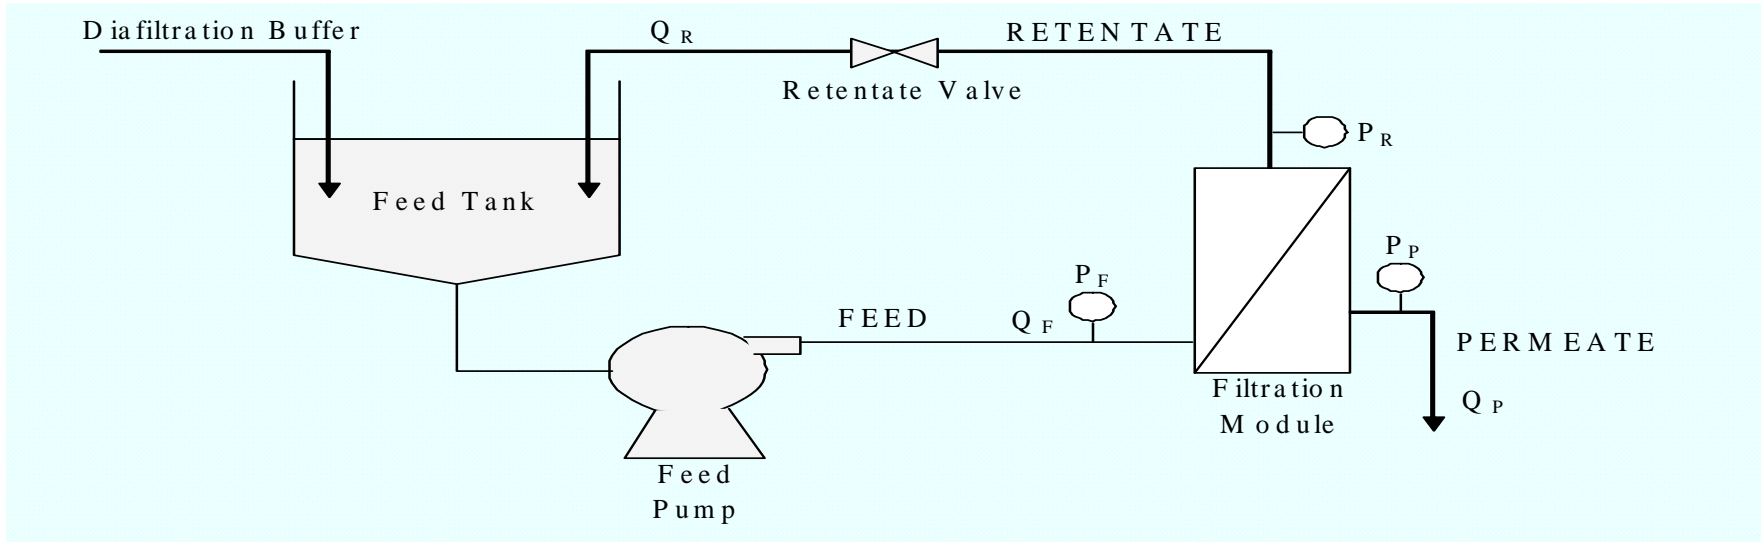 Diafiltration Buffer
QR
RETENTATE
Retentate Valve
PR
Feed Tank
PP
PF
FEED
QF
PERMEATE
Filtration
Module
QP
Feed
Pump